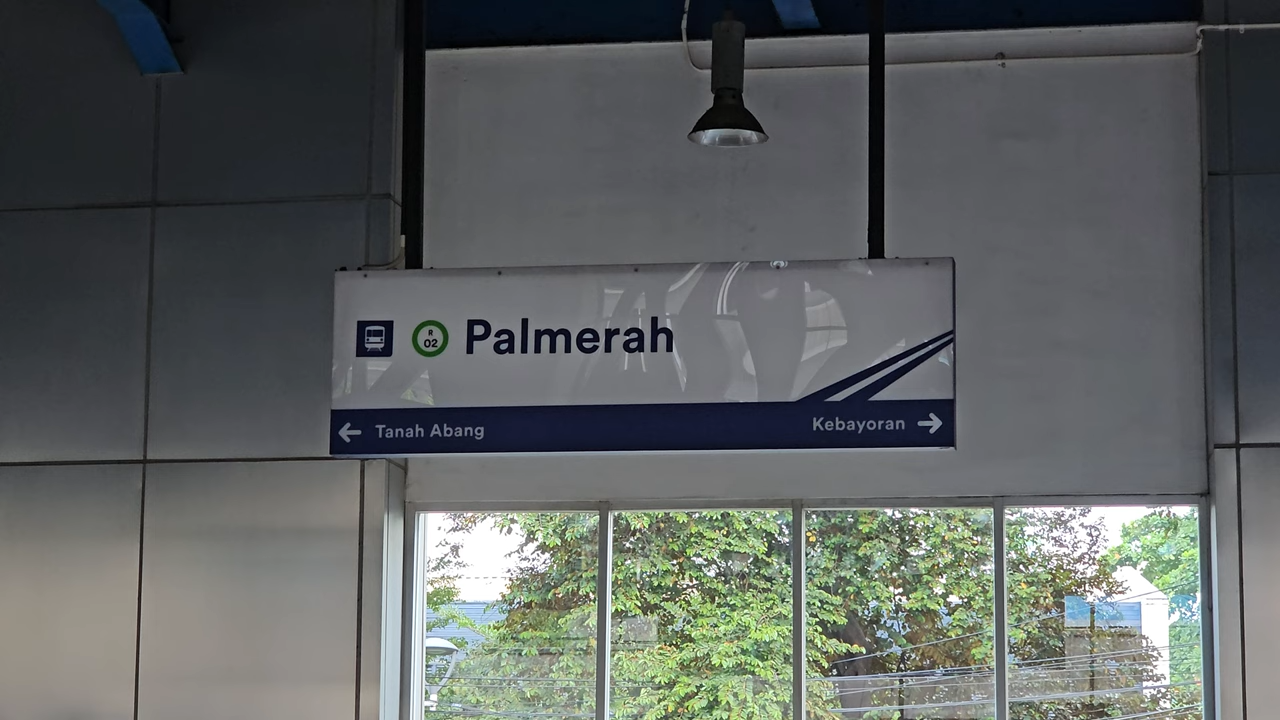 R
02
Palmerah
← Tanah Abang
Kebayoran →